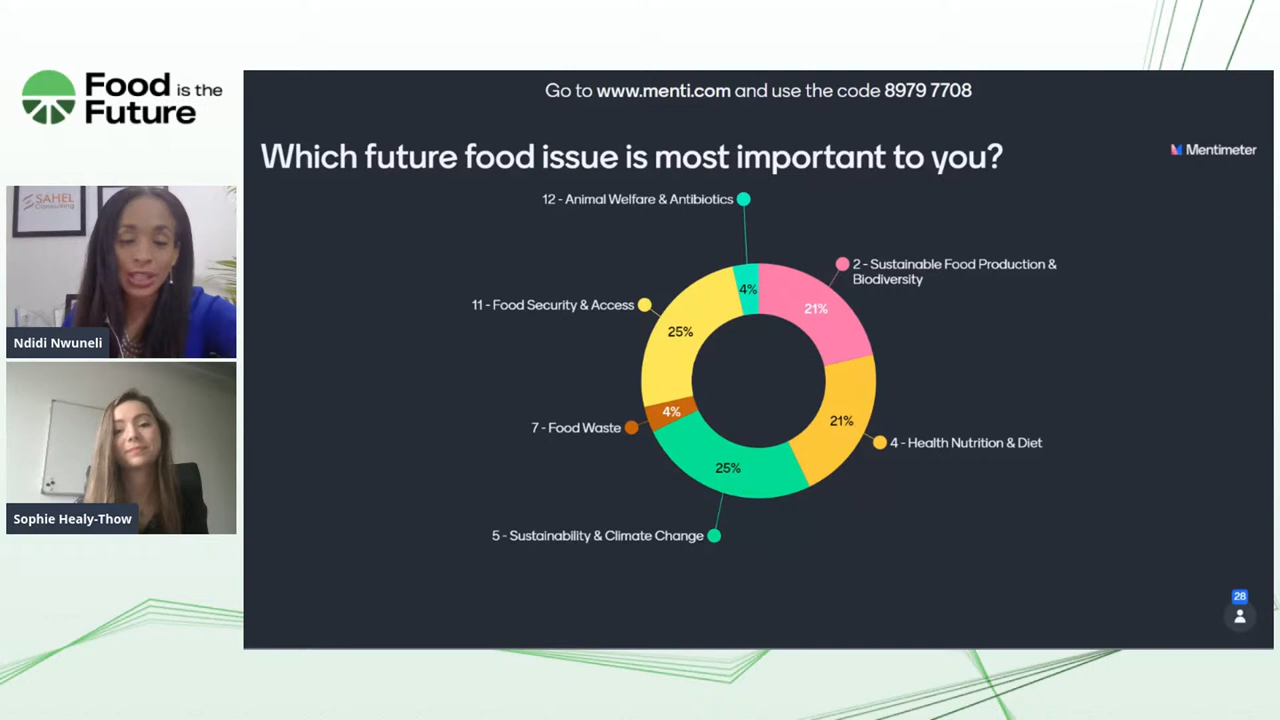 Food is the
Future
Go to www.menti.com and use the code 8979 7708
Which future food issue is most important to you?
Mentimeter
12 - Animal Welfare & Antibiotics
4%
2 - Sustainable Food Production &
Biodiversity
21%
11 - Food Security & Access
25%
4%
7 - Food Waste
21%
4 - Health Nutrition & Diet
25%
5 - Sustainability & Climate Change
28
SAHEL
Consulting
Ndidi Nwuneli
Sophie Healy-Thow